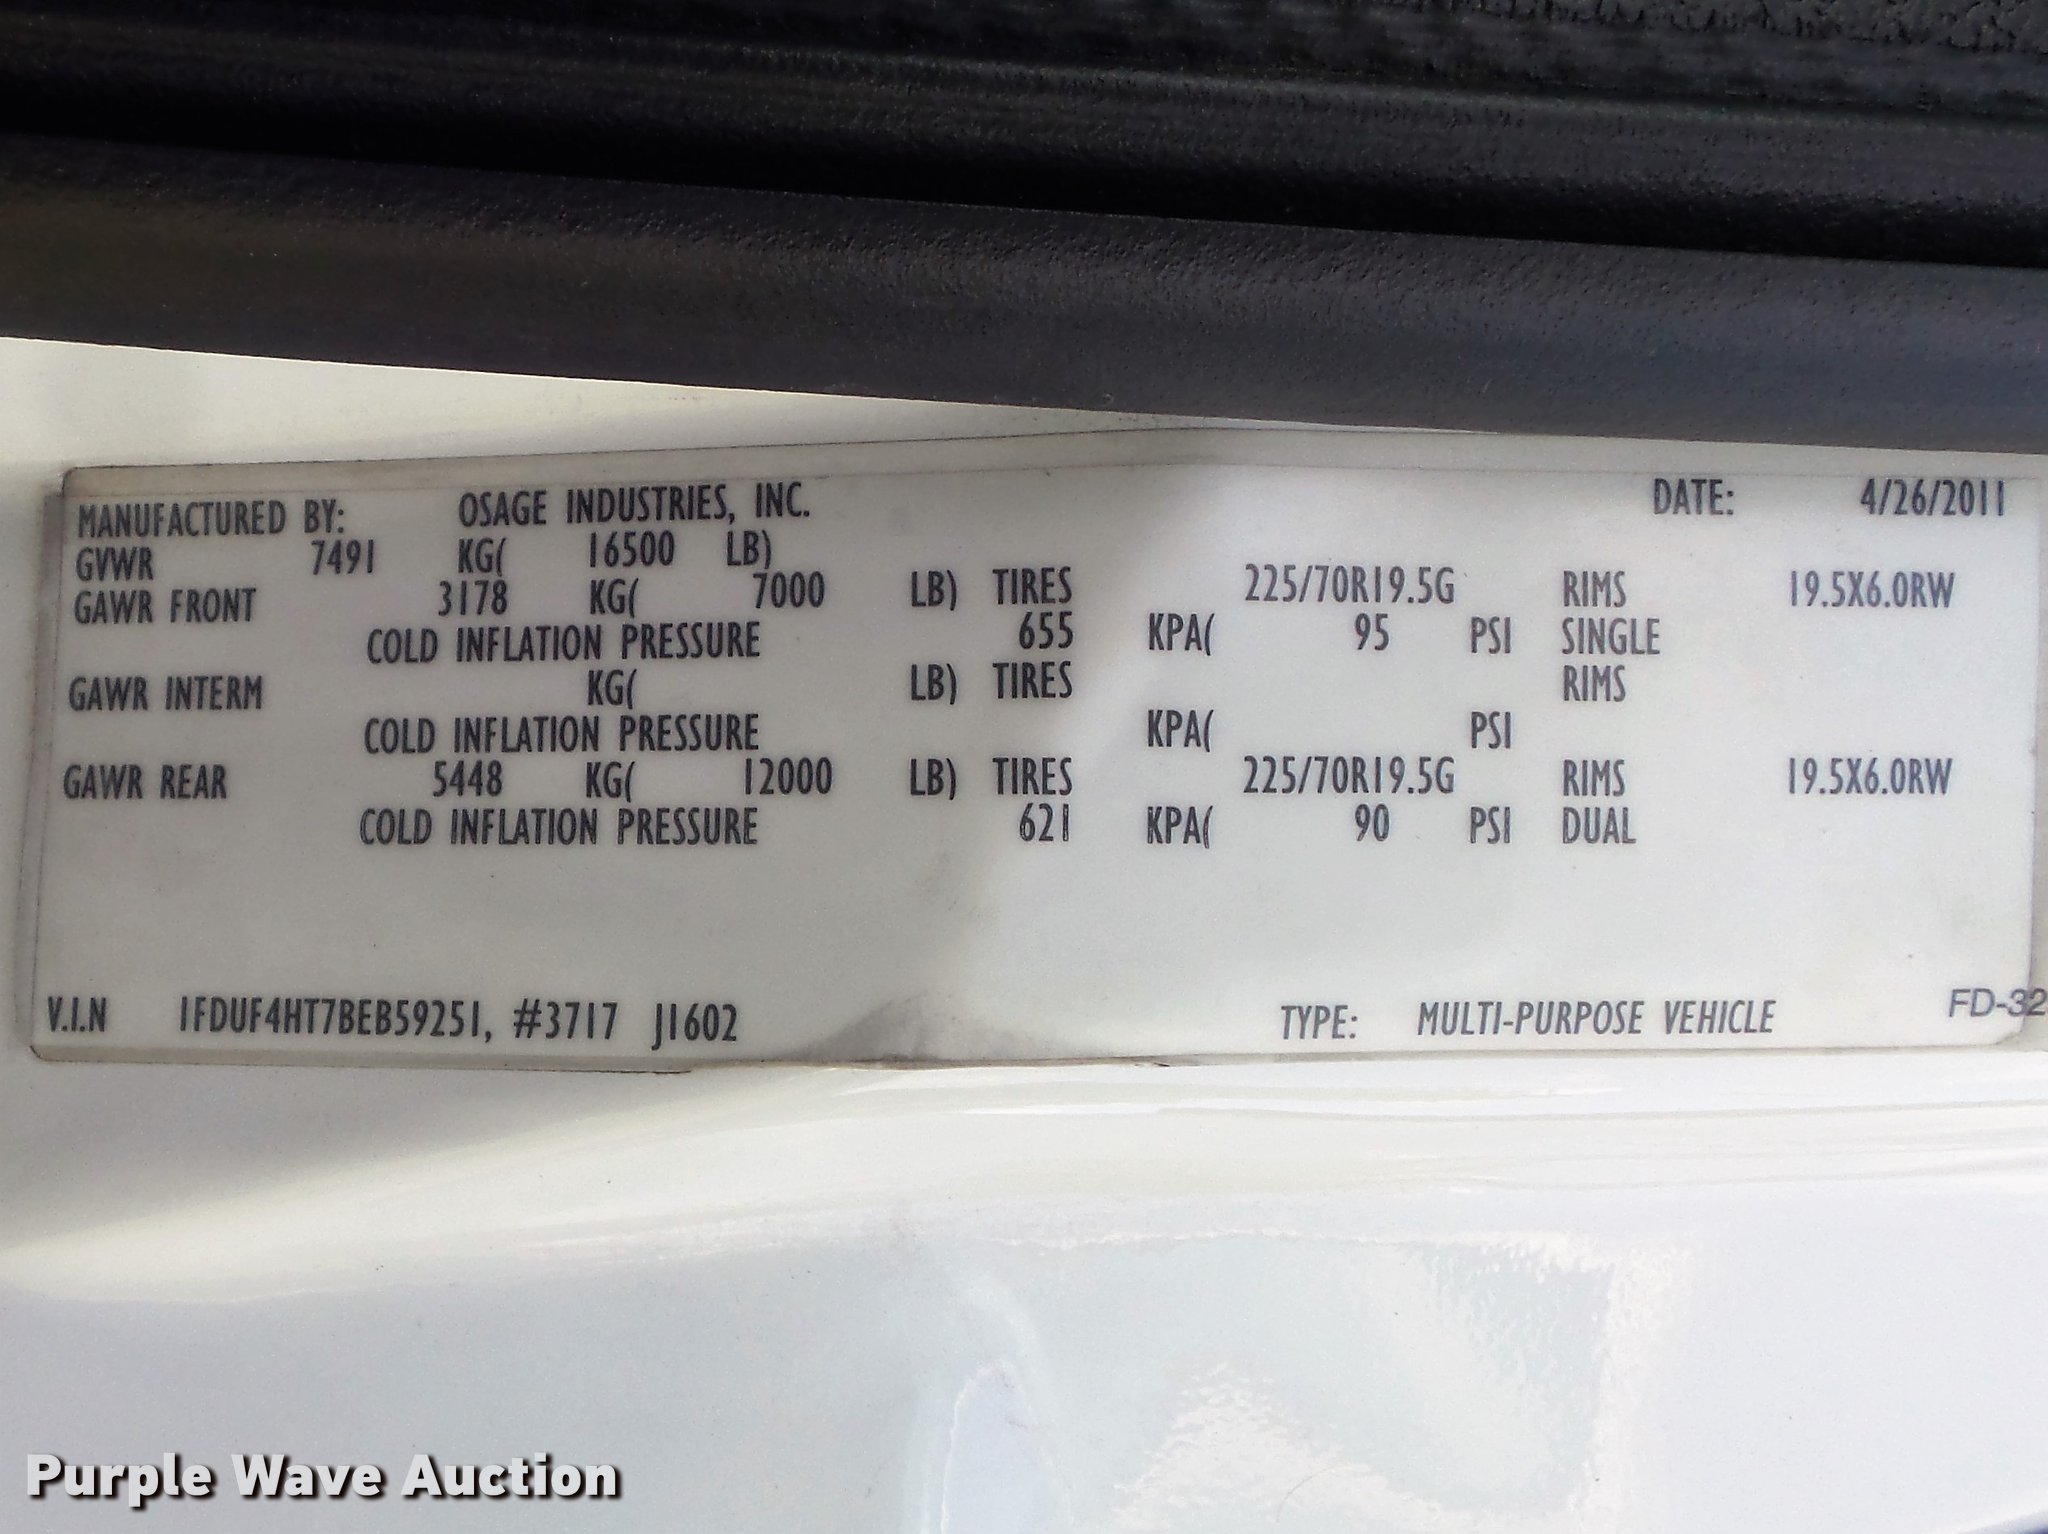 MANUFACTURED BY: OSAGE INDUSTRIES, INC. DATE: 4/26/2011
GVWR 7491 KG( 16500 LB)
GAWR FRONT 3178 KG( 7000 LB) TIRES 225/70R19.5G RIMS 19.5X6.0RW
COLD INFLATION PRESSURE 655 KPA( 95 PSI SINGLE
GAWR INTERM KG( LB) TIRES RIMS
COLD INFLATION PRESSURE KPA( PSI
GAWR REAR 5448 KG( 12000 LB) TIRES 225/70R19.5G RIMS 19.5X6.0RW
COLD INFLATION PRESSURE 621 KPA( 90 PSI DUAL
V.I.N 1FDUF4HT7BEB59251, #3717 J1602 TYPE: MULTI-PURPOSE VEHICLE FD-32
Purple Wave Auction